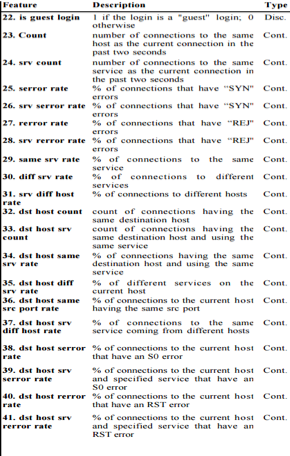 Feature Description Type
22. is guest login 1 if the login is a "guest" login; 0 Disc.
otherwise
23. Count number of connections to the same Cont.
host as the current connection in the
past two seconds
24. srv count number of connections to the same Cont.
service as the current connection in
the past two seconds
25. serror rate % of connections that have "SYN" Cont.
errors
26. srv serror rate % of connections that have "SYN" Cont.
errors
27. rerror rate % of connections that have "REJ" Cont.
errors
28. srv rerror rate % of connections that have "REJ" Cont.
errors
29. same srv rate % of connections to the same Cont.
service
30. diff srv rate % of connections to different Cont.
services
31. srv diff host % of connections to different hosts Cont.
rate
32. dst host count count of connections having the Cont.
same destination host
33. dst host srv count of connections having the Cont.
count same destination host and using the
same service
34. dst host same % of connections having the same Cont.
srv rate destination host and using the same
service
35. dst host diff % of different services on the Cont.
srv rate current host
36. dst host same % of connections to the current host Cont.
src port rate having the same src port
37. dst host srv % of connections to the same Cont.
diff host rate service coming from different hosts
38. dst host serror % of connections to the current host Cont.
rate that have an S0 error
39. dst host srv % of connections to the current host Cont.
serror rate and specified service that have an
S0 error
40. dst host rerror % of connections to the current host Cont.
rate that have an RST error
41. dst host srv % of connections to the current host Cont.
rerror rate and specified service that have an
RST error